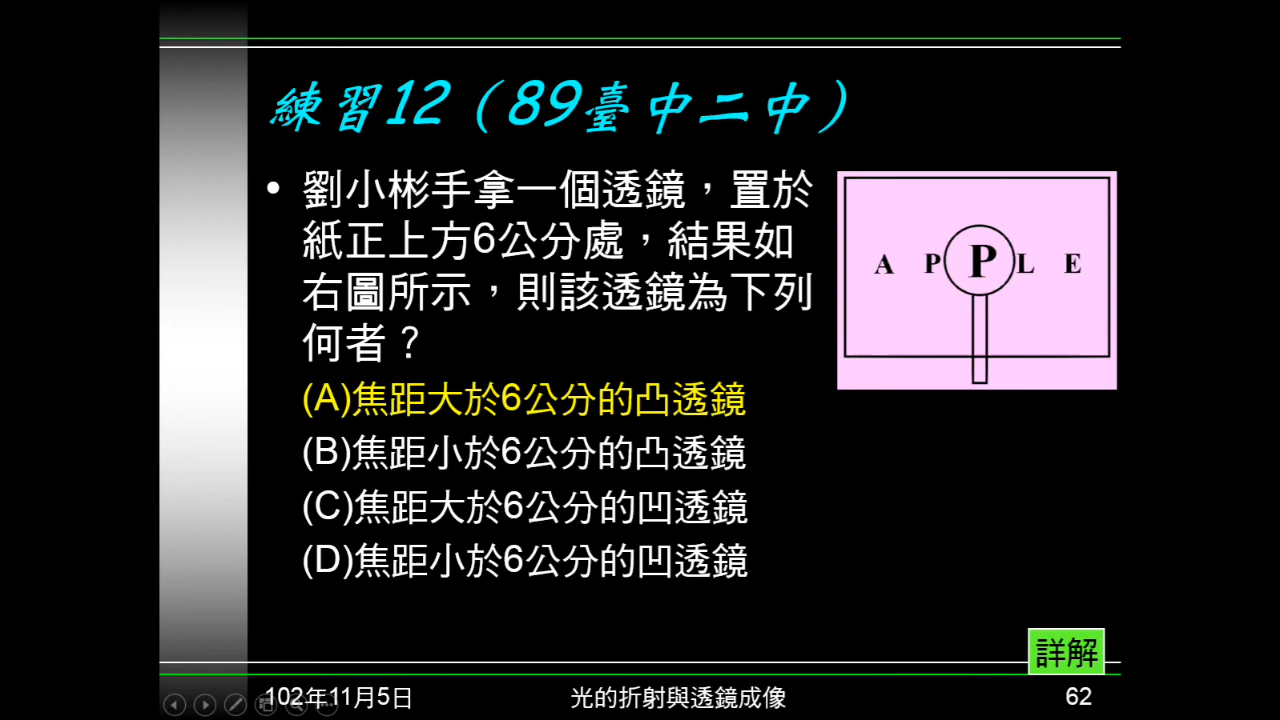 練習12（89臺中二中）
• 劉小彬手拿一個透鏡，置於
紙正上方6公分處，結果如
右圖所示，則該透鏡為下列
何者？
(A)焦距大於6公分的凸透鏡
(B)焦距小於6公分的凸透鏡
(C)焦距大於6公分的凹透鏡
(D)焦距小於6公分的凹透鏡
A P P L E
詳解
102年11月5日 光的折射與透鏡成像 62